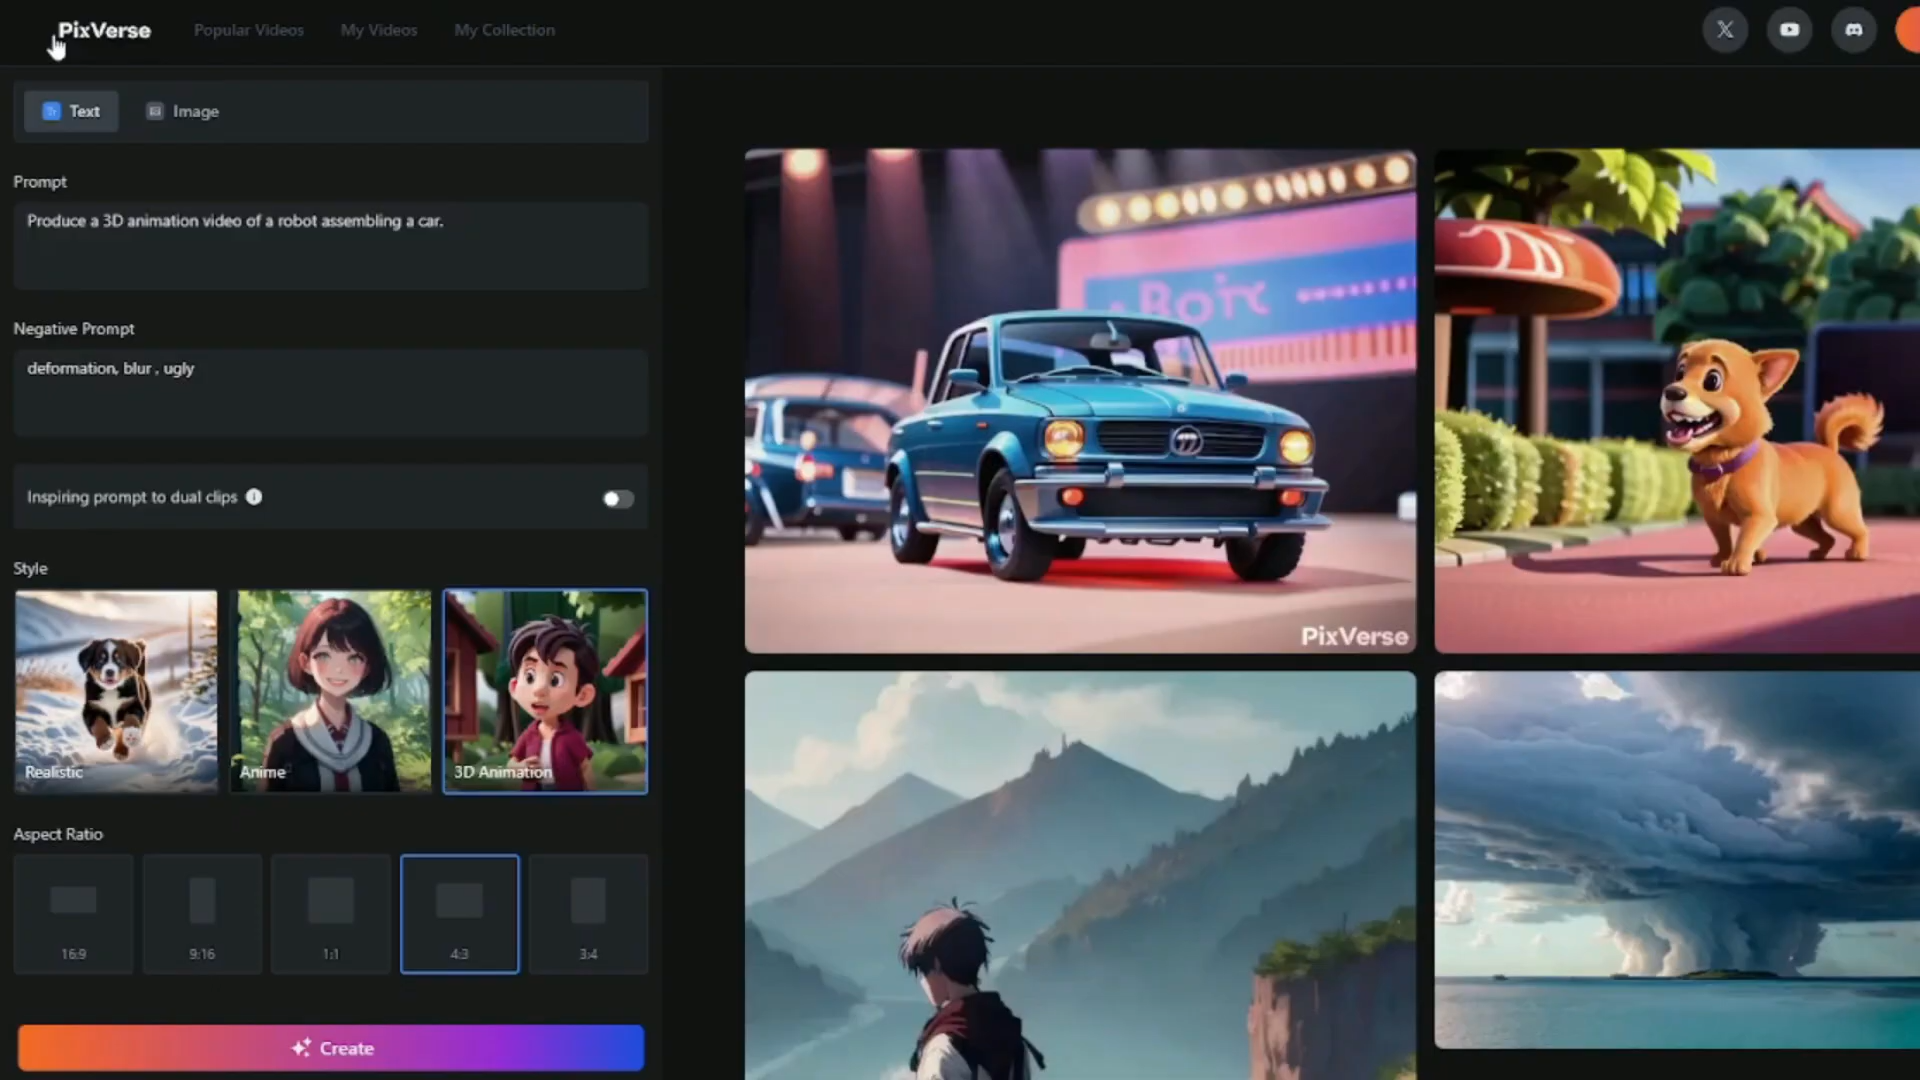 PixVerse
Popular Videos
My Videos
My Collection
Text
Image
Prompt
Produce a 3D animation video of a robot assembling a car.
Negative Prompt
deformation, blur , ugly
Inspiring prompt to dual clips
Style
Realistic
Anime
3D Animation
Aspect Ratio
16:9
9:16
1:1
4:3
3:4
Create
PixVerse